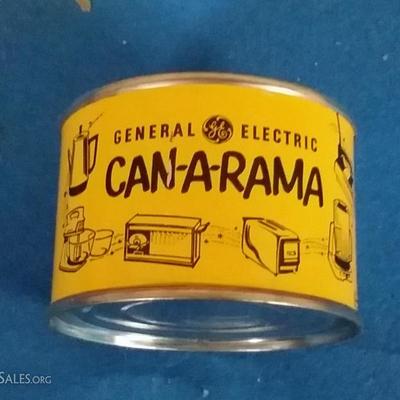 GENERAL GE ELECTRIC
CAN-A-RAMA
SALES.ORG